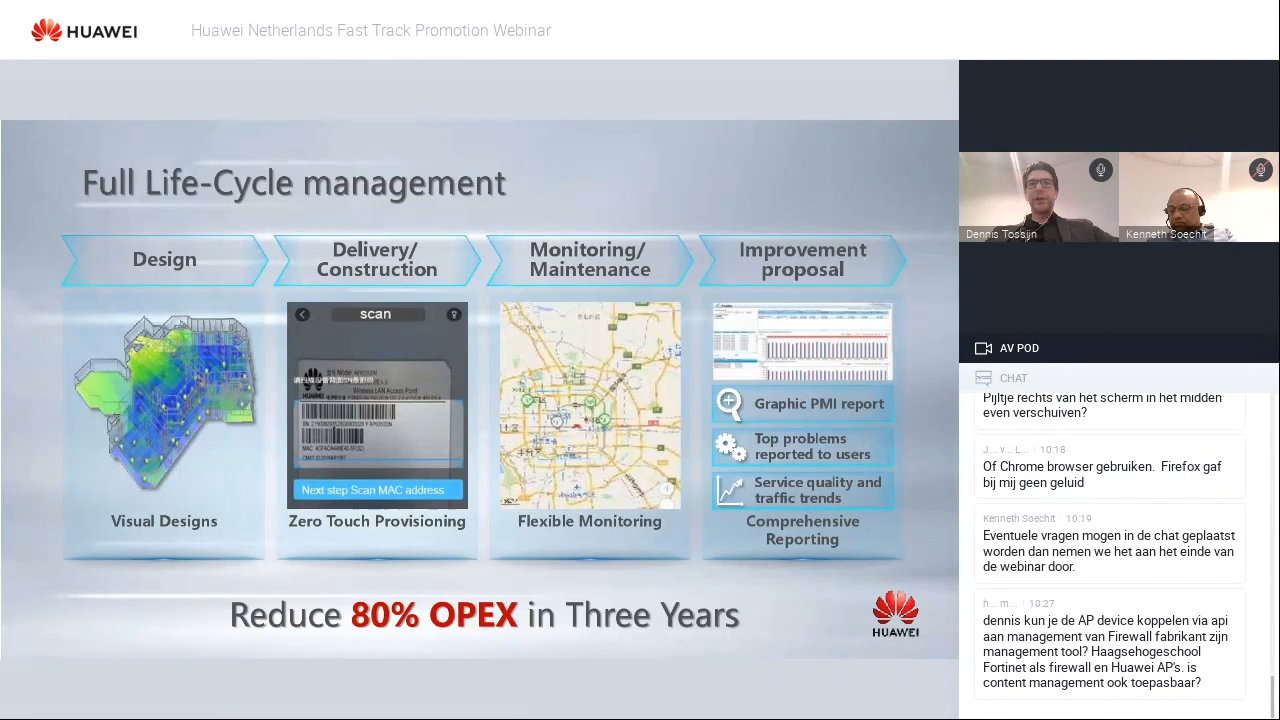 HUAWEI
Huawei Netherlands Fast Track Promotion Webinar
Full Life-Cycle management
Design
Delivery/
Construction
Monitoring/
Maintenance
Improvement
proposal
scan
Wireless LAN Access Point
HUAWEI
Next step Scan MAC address
Graphic PMI report
Top problems
reported to users
Service quality and
traffic trends
Visual Designs
Zero Touch Provisioning
Flexible Monitoring
Comprehensive
Reporting
Reduce 80% OPEX in Three Years
HUAWEI
Dennis Tossijn
Kenneth Soechit
AV POD
CHAT
Pijltje rechts van het scherm in het midden
even verschuiven?
J... v... L... 10:18
Of Chrome browser gebruiken. Firefox gaf
bij mij geen geluid
Kenneth Soechit 10:19
Eventuele vragen mogen in de chat geplaatst
worden dan nemen we het aan het einde van
de webinar door.
h... m... 10:27
dennis kun je de AP device koppelen via api
aan management van Firewall fabrikant zijn
management tool? Haagsehogeschool
Fortinet als firewall en Huawei AP's. is
content management ook toepasbaar?